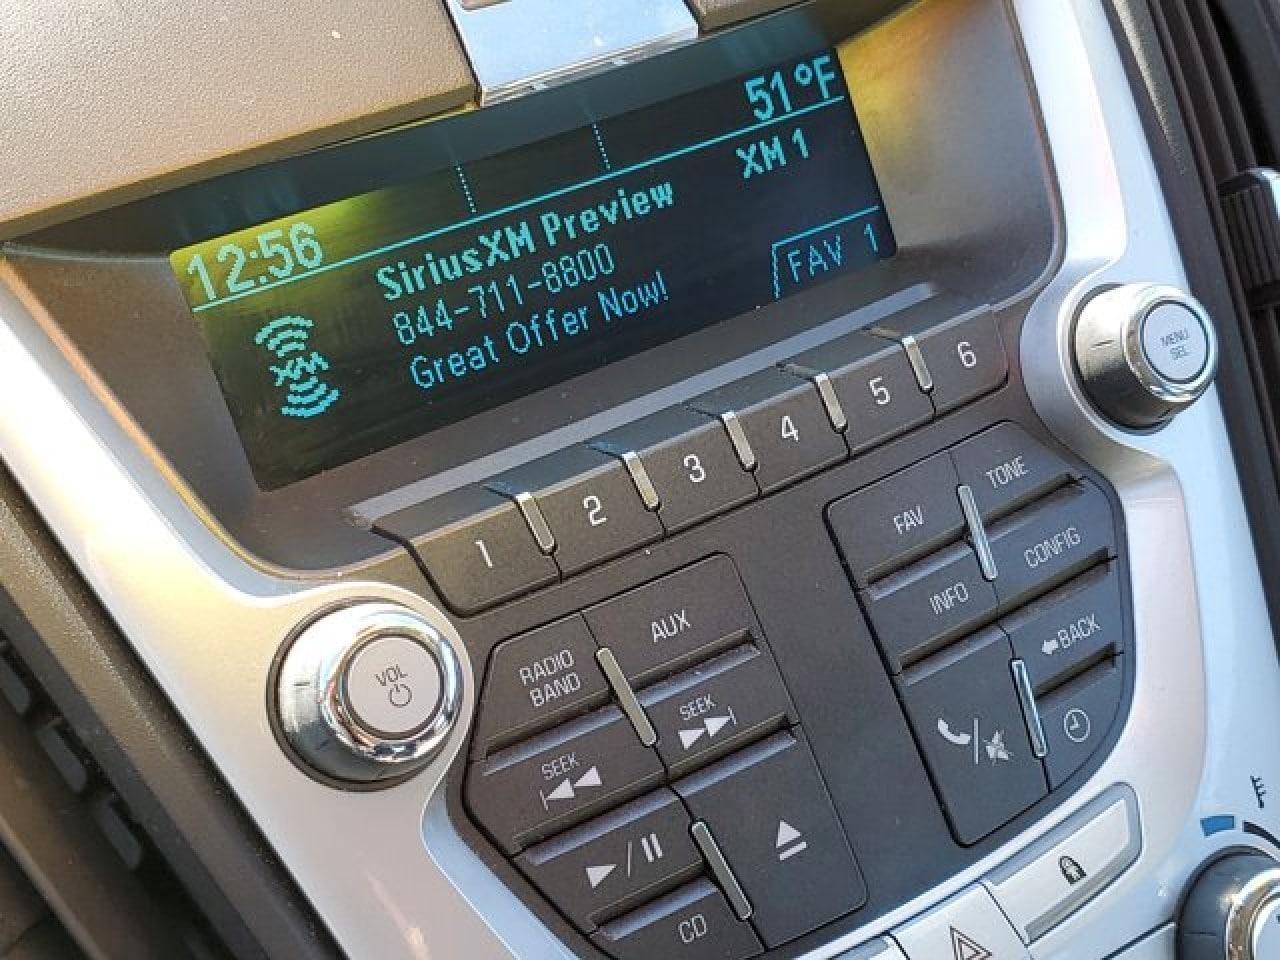 12:56
51°F
XM
SiriusXM Preview
XM 1
844-711-8800
Great Offer Now!
FAV 1
1 2 3 4 5 6
MENU
SEL
VOL
RADIO
BAND
AUX
SEEK
SEEK
CD
FAV
TONE
INFO
CONFIG
BACK